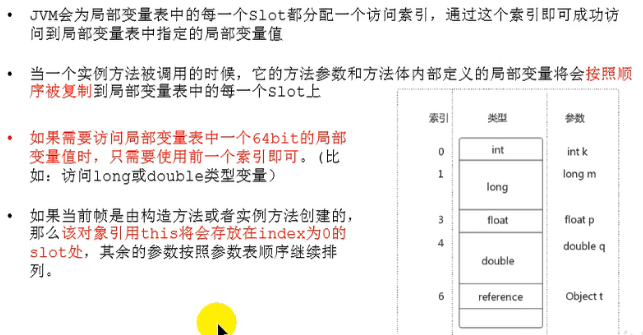 • JVM会为局部变量表中的每一个Slot都分配一个访问索引，通过这个索引即可成功访
问到局部变量表中指定的局部变量值
• 当一个实例方法被调用的时候，它的方法参数和方法体内部定义的局部变量将会按照顺
序被复制到局部变量表中的每一个Slot上
• 如果需要访问局部变量表中一个64bit的局部
变量值时，只需要使用前一个索引即可。(比
如：访问long或double类型变量）
• 如果当前帧是由构造方法或者实例方法创建的，
那么该对象引用this将会存放在index为0的
slot处，其余的参数按照参数表顺序继续排
列。
索引 类型 参数
0 int int k
1 long long m
3 float float p
4 double double q
6 reference Object t